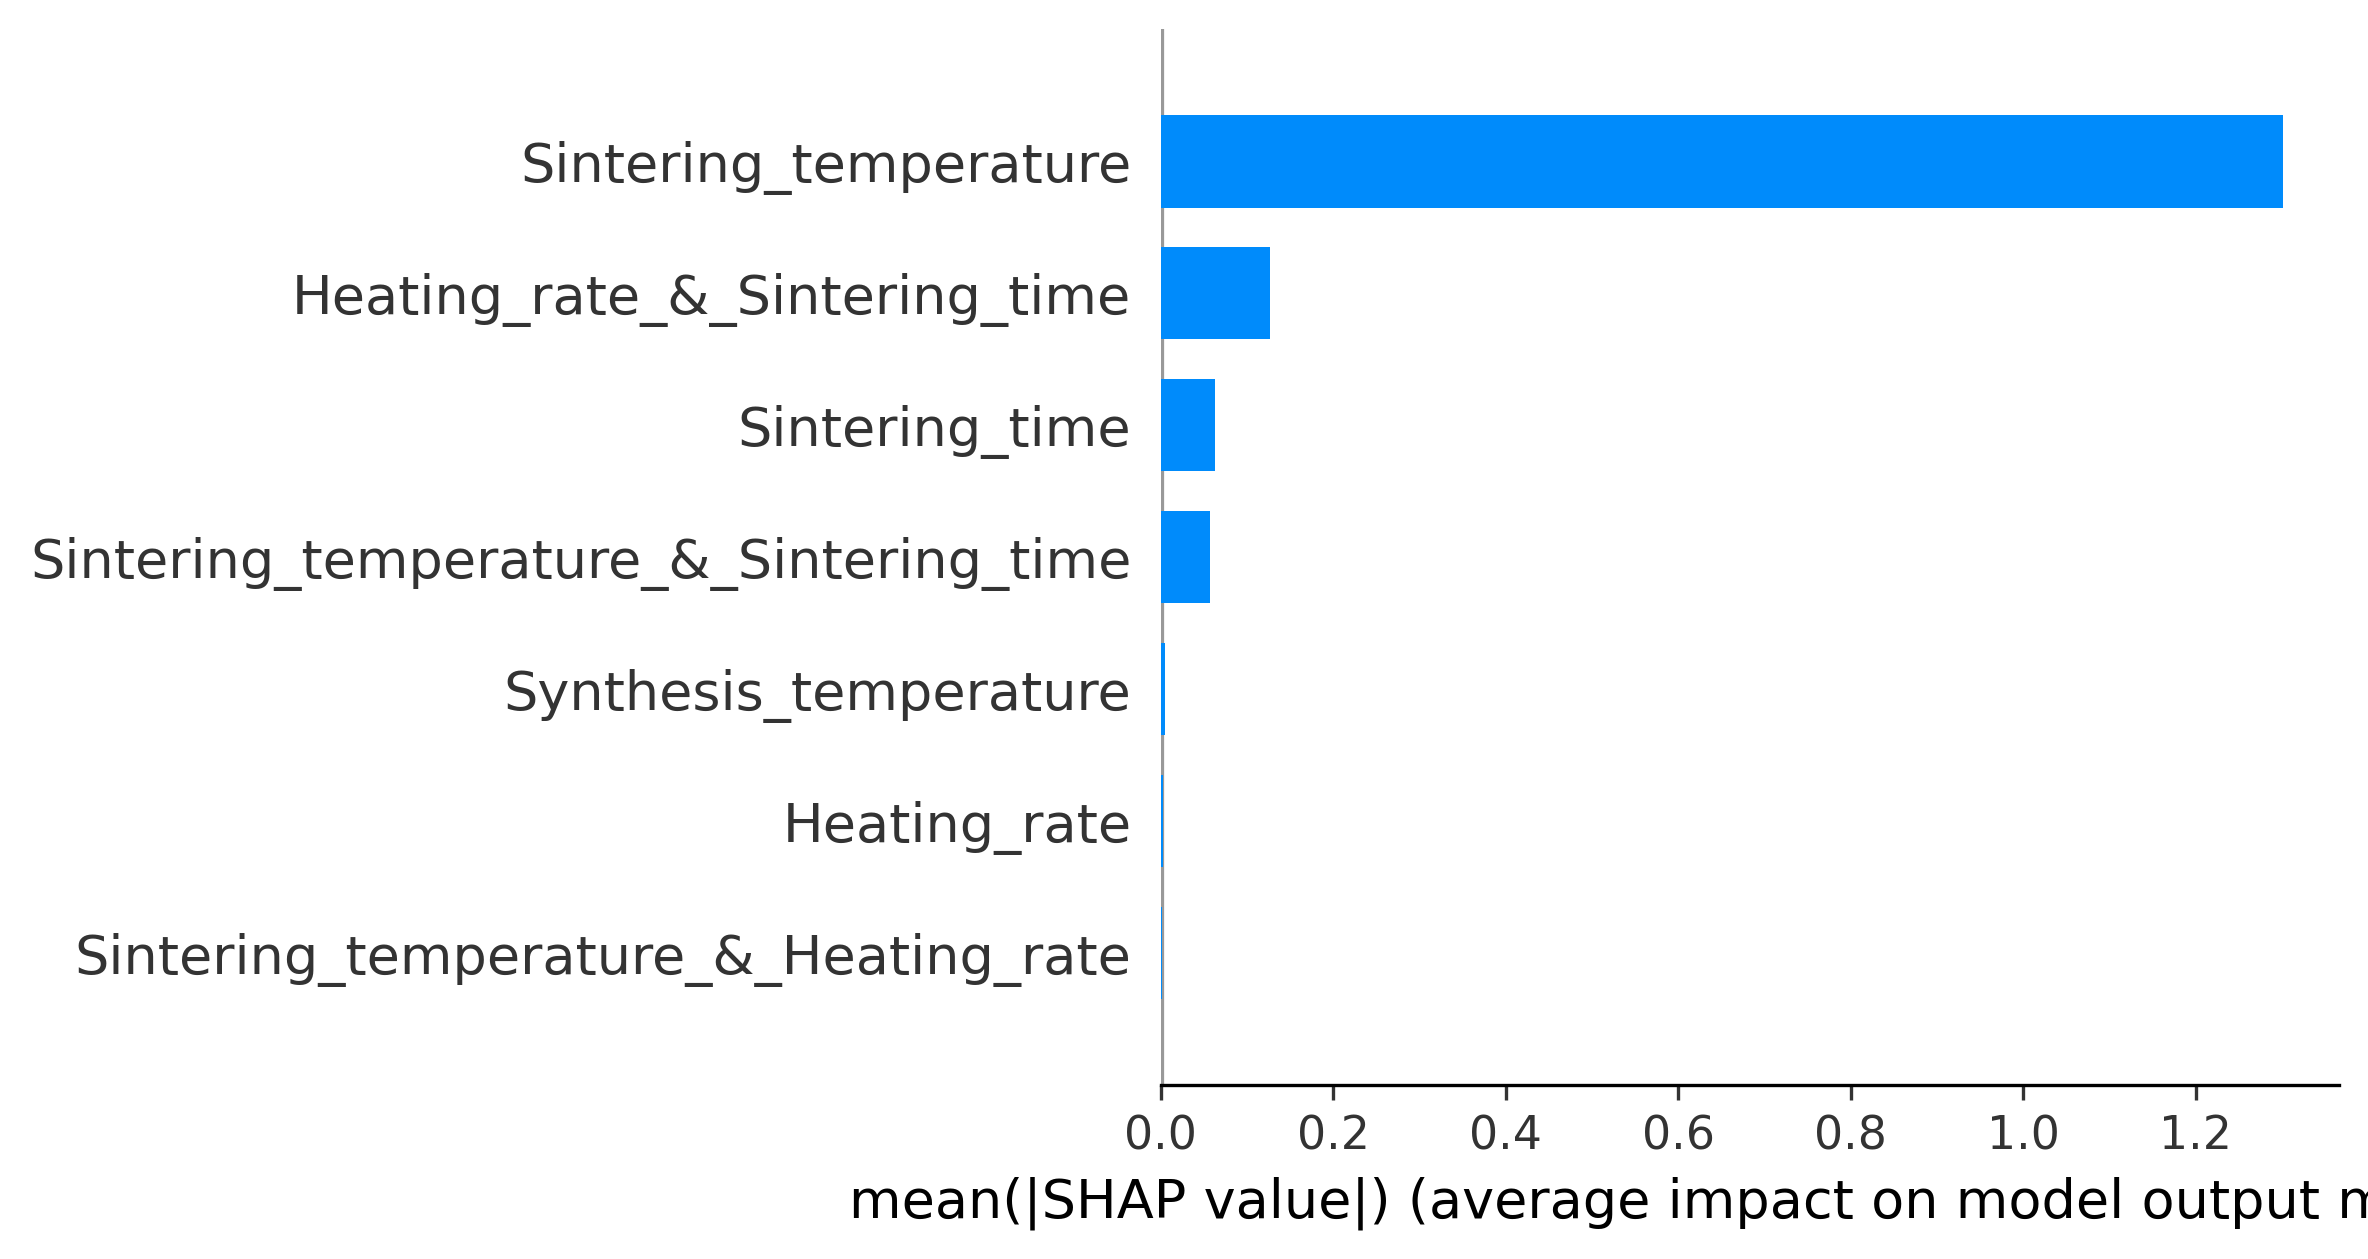 Sintering_temperature
Heating_rate_&_Sintering_time
Sintering_time
Sintering_temperature_&_Sintering_time
Synthesis_temperature
Heating_rate
Sintering_temperature_&_Heating_rate
0.0 0.2 0.4 0.6 0.8 1.0 1.2
mean(|SHAP value|) (average impact on model output